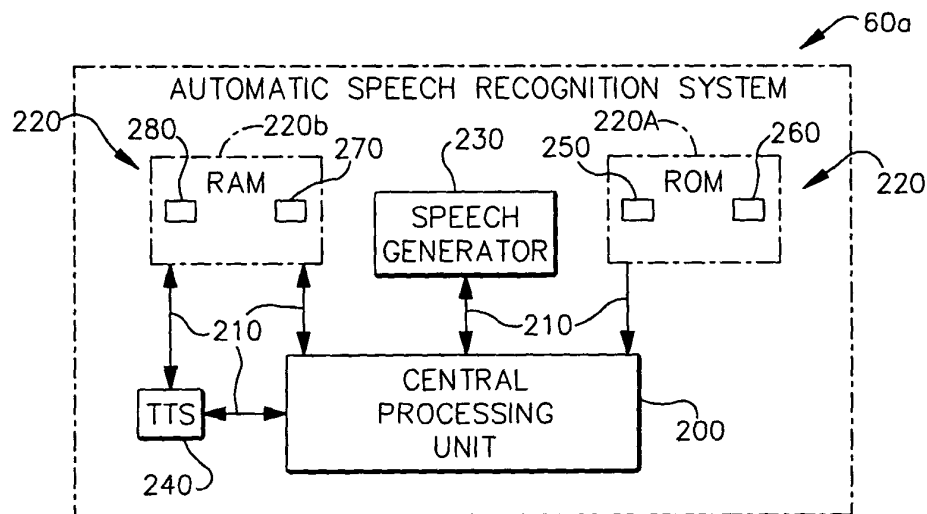 60a
AUTOMATIC SPEECH RECOGNITION SYSTEM
220 280 220b 270 230 250 220A 260 220
RAM
ROM
SPEECH
GENERATOR
210 210
CENTRAL
PROCESSING
UNIT
TTS
200
240